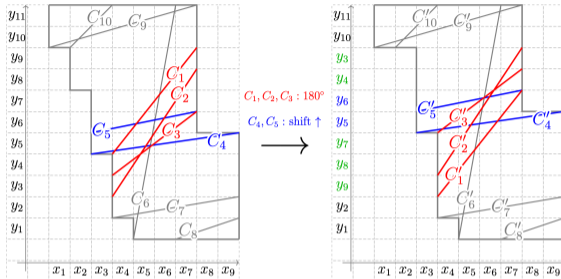 y₁₁ C₁₀ C₉
y₁₀
y₉
y₈ C₁
y₇ C₂
y₆ C₅ C₃
y₅ C₄
y₄
y₃
y₂ C₆ C₇
y₁ C₈
x₁ x₂ x₃ x₄ x₅ x₆ x₇ x₈ x₉
C₁, C₂, C₃ : 180°
C₄, C₅ : shift ↑
y₁₁ C′₁₀ C′₉
y₁₀
y₃
y₄
y₆ C′₅ C′₃
y₅ C′₄
y₇ C′₂
y₈ C′₁
y₉
y₂ C′₆ C′₇
y₁ C′₈
x₁ x₂ x₃ x₄ x₅ x₆ x₇ x₈ x₉